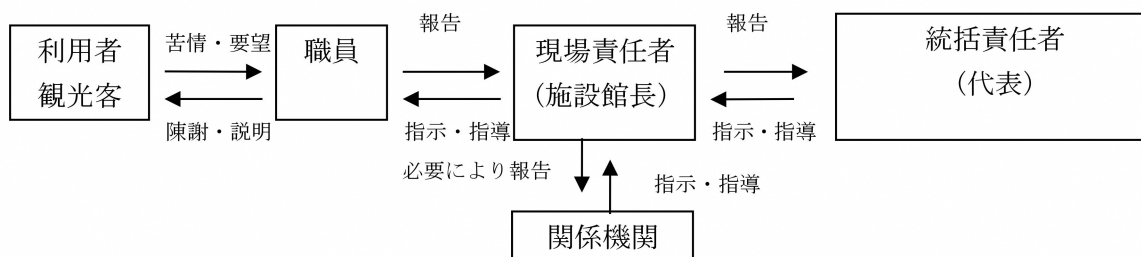 報告
報告
利用者
観光客
苦情・要望
陳謝・説明
職員
指示・指導
現場責任者
(施設館長)
指示・指導
統括責任者
(代表)
必要により報告
指示・指導
関係機関